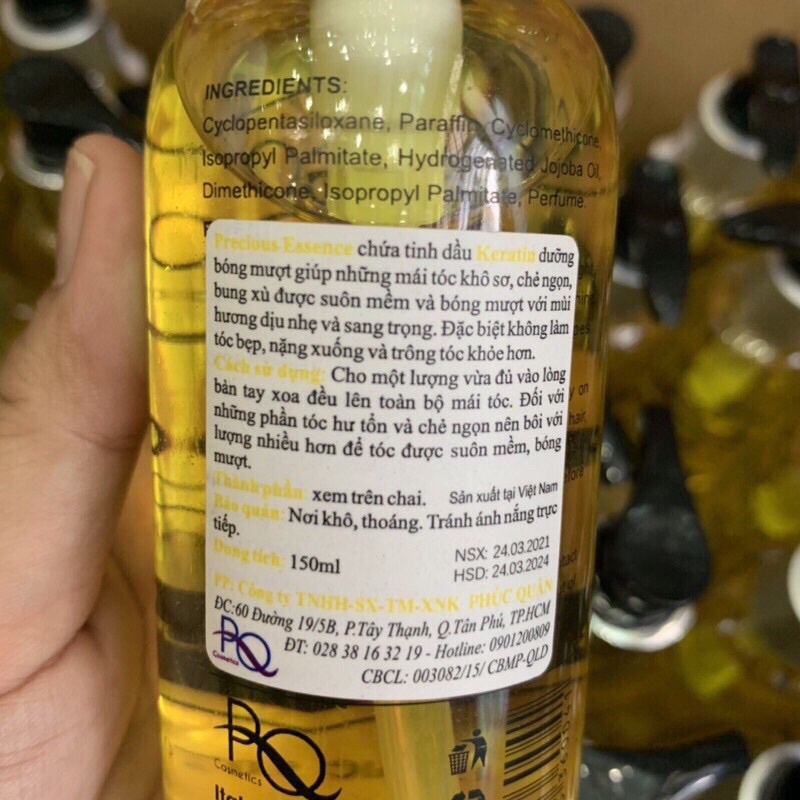 INGREDIENTS:
Cyclopentasiloxane, Paraffin, Cyclomethicone,
Isopropyl Palmitate, Hydrogenated Jojoba Oil,
Dimethicone, Isopropyl Palmitate, Perfume.
Precious Essence chứa tinh dầu Keratin dưỡng
bóng mượt giúp những mái tóc khô sơ, chẻ ngọn,
bung xù được suôn mềm và bóng mượt với mùi
hương dịu nhẹ và sang trọng. Đặc biệt không làm
tóc bẹp, nặng xuống và trông tóc khỏe hơn.
Cách sử dụng: Cho một lượng vừa đủ vào lòng
bàn tay xoa đều lên toàn bộ mái tóc. Đối với
những phần tóc hư tổn và chẻ ngọn nên bôi với
lượng nhiều hơn để tóc được suôn mềm, bóng
mượt.
Thành phần: xem trên chai. Sản xuất tại Việt Nam
Bảo quản: Nơi khô, thoáng. Tránh ánh nắng trực
tiếp.
Dung tích: 150ml
NSX: 24.03.2021
HSD: 24.03.2024
PP: Công ty TNHH-SX-TM-XNK PHÚC QUÂN
ĐC:60 Đường 19/5B, P.Tây Thạnh, Q.Tân Phú, TP.HCM
ĐT: 028 38 16 32 19 - Hotline: 0901200809
CBCL: 003082/15/ CBMP-QLD
PQ
Cosmetics
PQ
Cosmetics